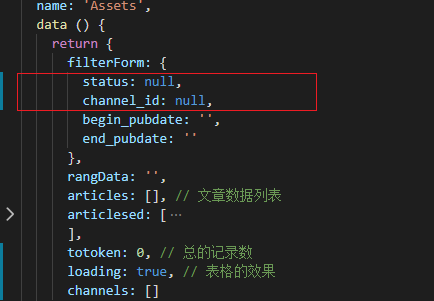 name: 'Assets',
data () {
return {
filterForm: {
status: null,
channel_id: null,
begin_pubdate: '',
end_pubdate: ''
},
rangData: '',
articles: [], // 文章数据列表
articlesed: [⋯
],
totoken: 0, // 总的记录数
loading: true, // 表格的效果
channels: []